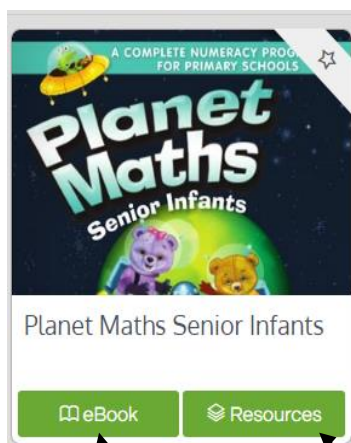 A COMPLETE NUMERACY PROG
FOR PRIMARY SCHOOLS
Planet
Maths
Senior Infants
Planet Maths Senior Infants
eBook
Resources